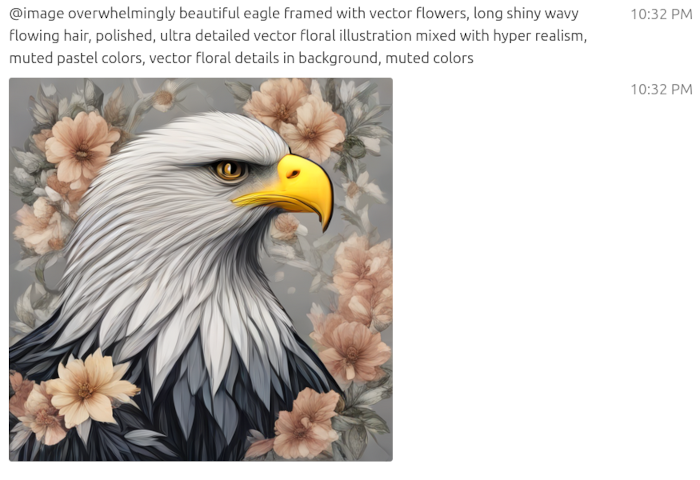 @image overwhelmingly beautiful eagle framed with vector flowers, long shiny wavy
10:32 PM
flowing hair, polished, ultra detailed vector floral illustration mixed with hyper realism,
muted pastel colors, vector floral details in background, muted colors
10:32 PM